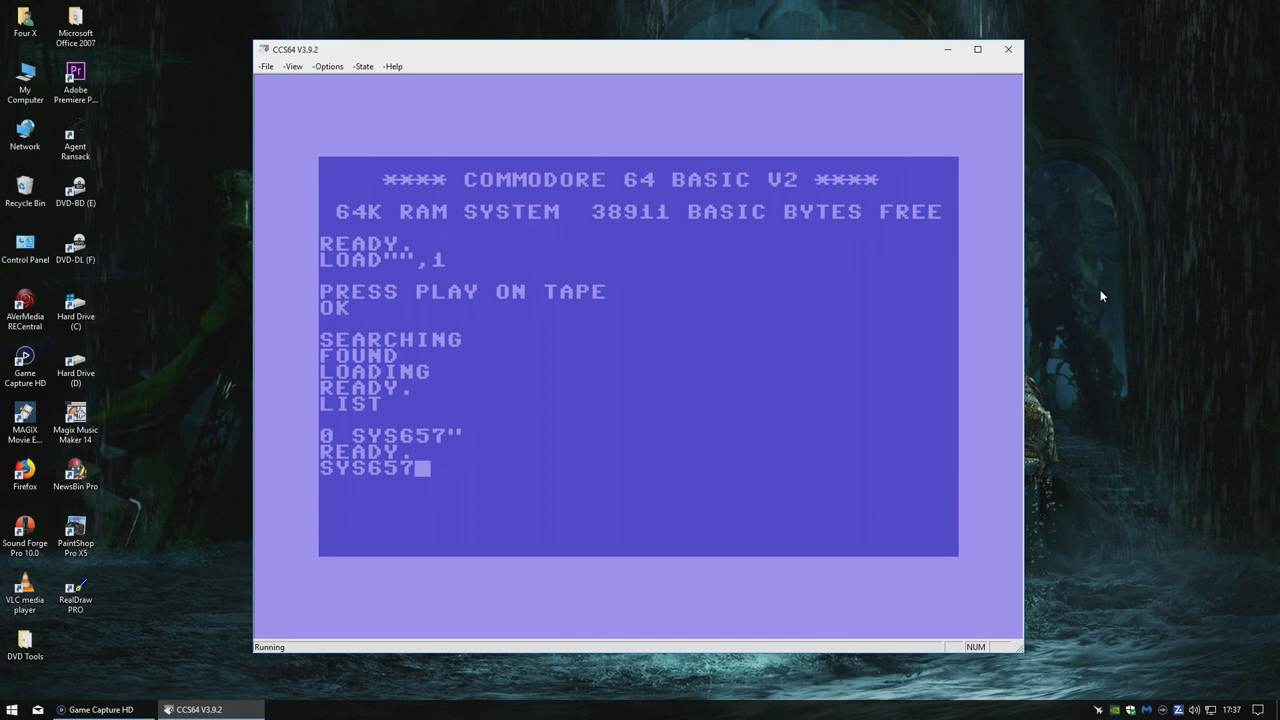 Four X
Microsoft
Office 2007
My
Computer
Adobe
Premiere P...
Network
Agent
Ransack
Recycle Bin
DVD-BD (E)
Control Panel
DVD-DL (F)
AVerMedia
RECentral
Hard Drive
(C)
Game
Capture HD
Hard Drive
(D)
MAGIX
Movie E...
Magix Music
Maker 14
Firefox
NewsBin Pro
Sound Forge
Pro 10.0
PaintShop
Pro X5
VLC media
player
RealDraw
PRO
DVD Tools
CCS64 V3.9.2
-File -View -Options -State -Help
**** COMMODORE 64 BASIC V2 ****
64K RAM SYSTEM 38911 BASIC BYTES FREE
READY.
LOAD"",1
PRESS PLAY ON TAPE
OK
SEARCHING
FOUND
LOADING
READY.
LIST
0 SYS657"
READY.
SYS657
Running NUM
Game Capture HD CCS64 V3.9.2 17:37